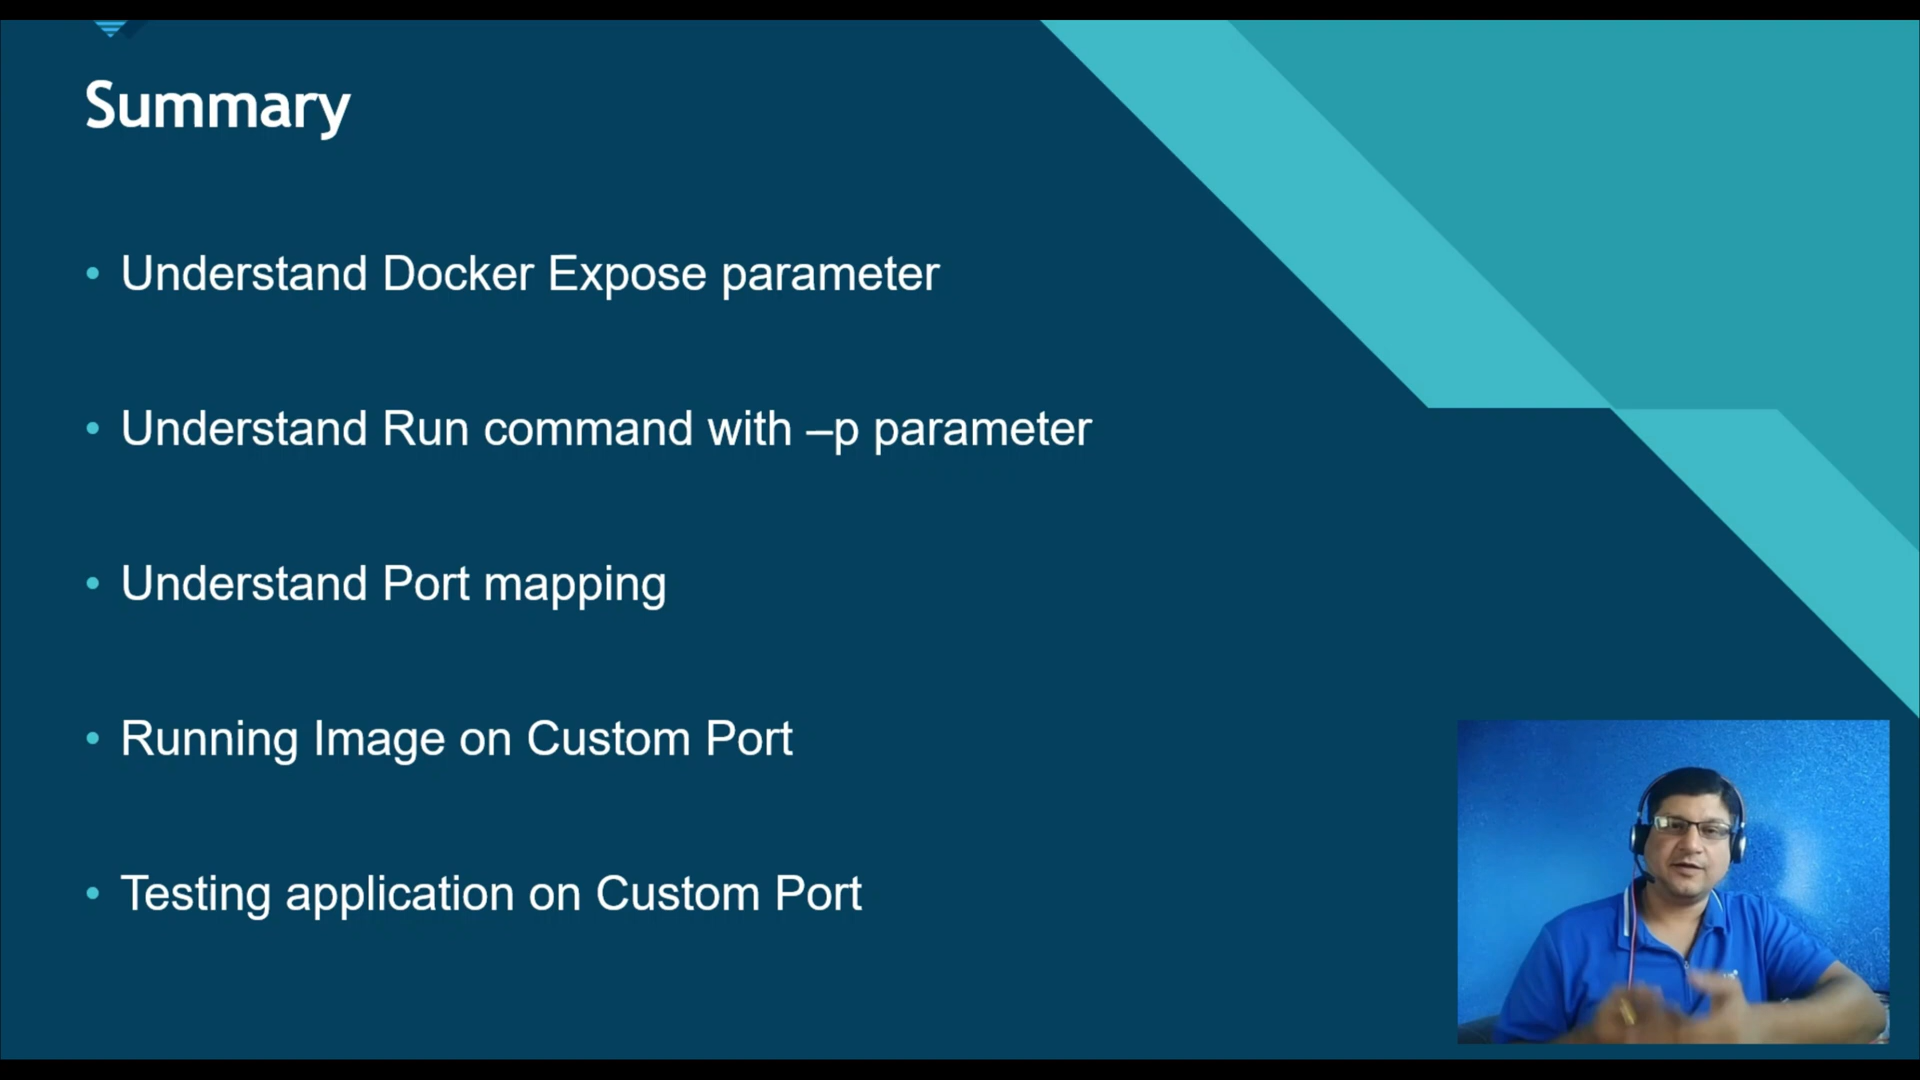 Summary
• Understand Docker Expose parameter
• Understand Run command with –p parameter
• Understand Port mapping
• Running Image on Custom Port
• Testing application on Custom Port